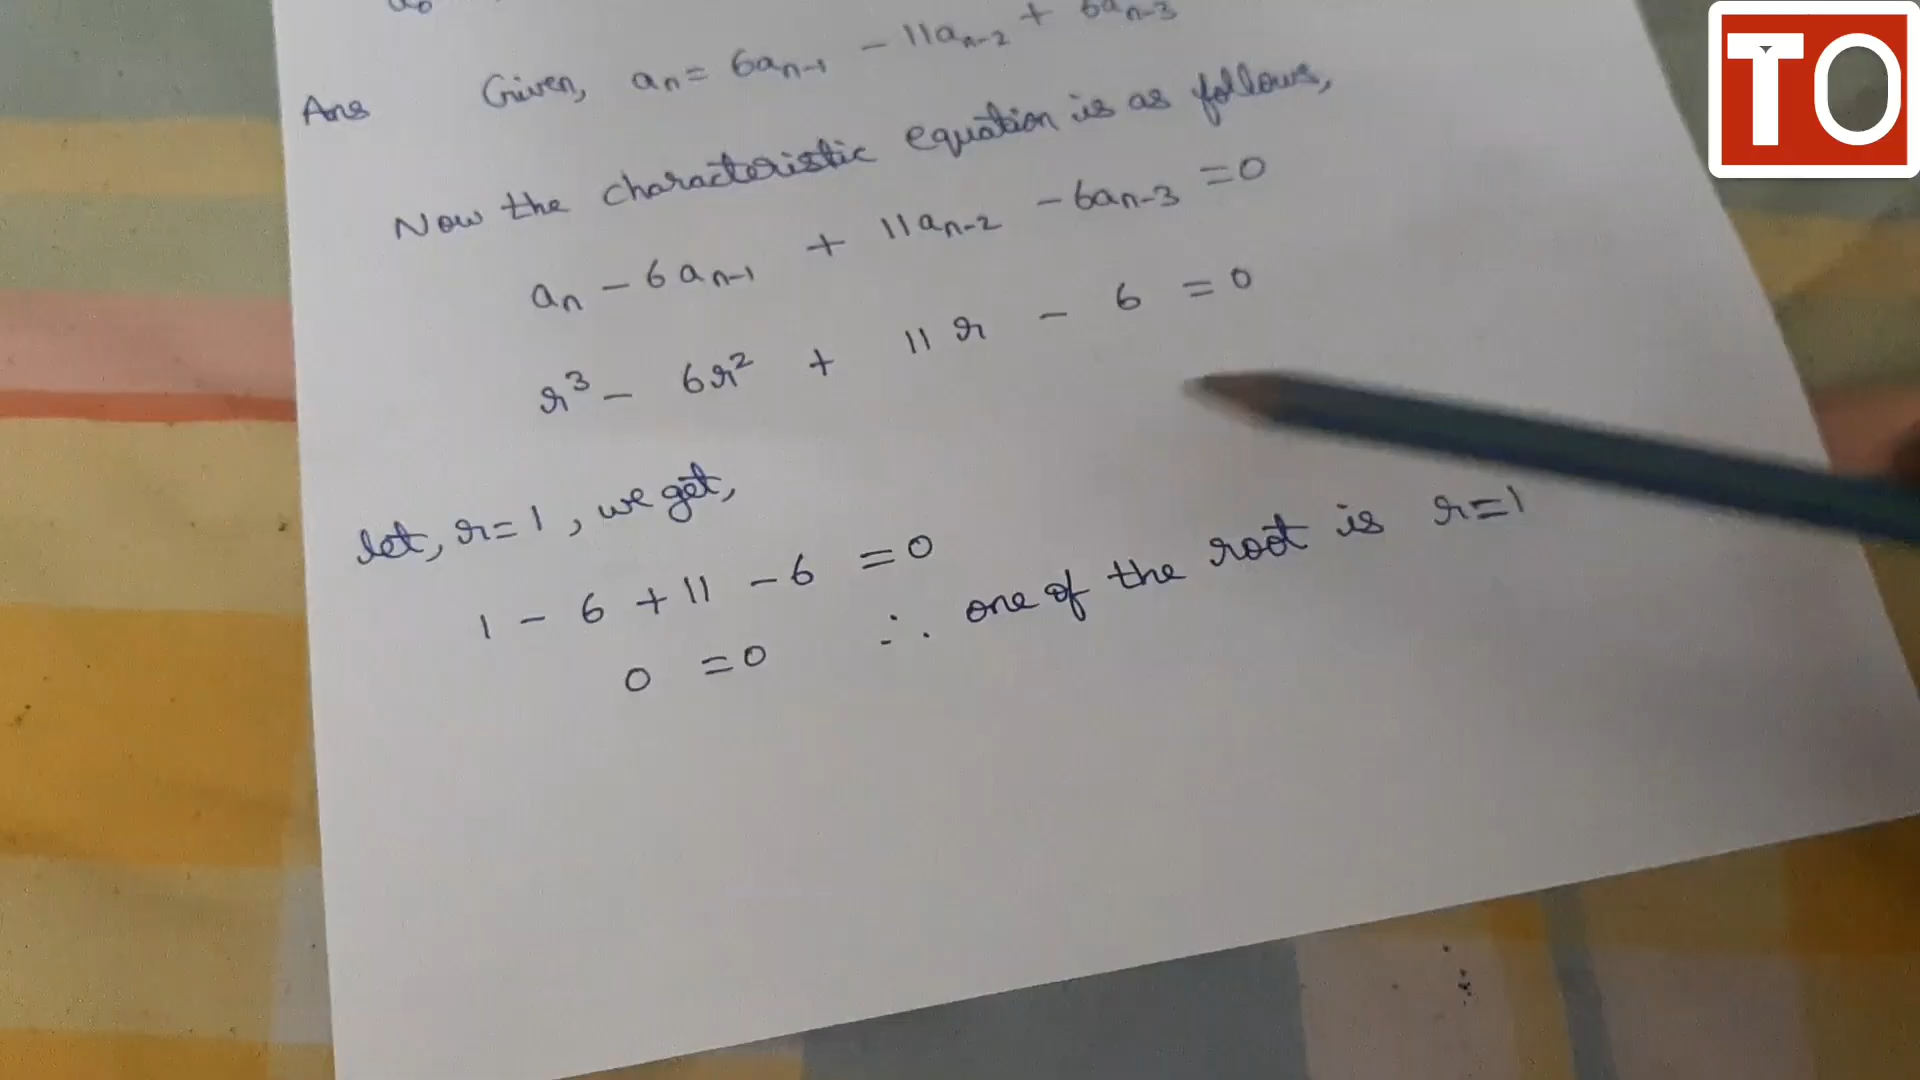 a₀
Ans Given, aₙ = 6aₙ₋₁ − 11aₙ₋₂ + 6aₙ₋₃
Now the characteristic equation is as follows,
aₙ − 6aₙ₋₁ + 11aₙ₋₂ − 6aₙ₋₃ = 0
r³ − 6r² + 11r − 6 = 0
let, r=1, we get,
1 − 6 + 11 − 6 = 0
0 = 0 ∴ one of the root is r=1
TO